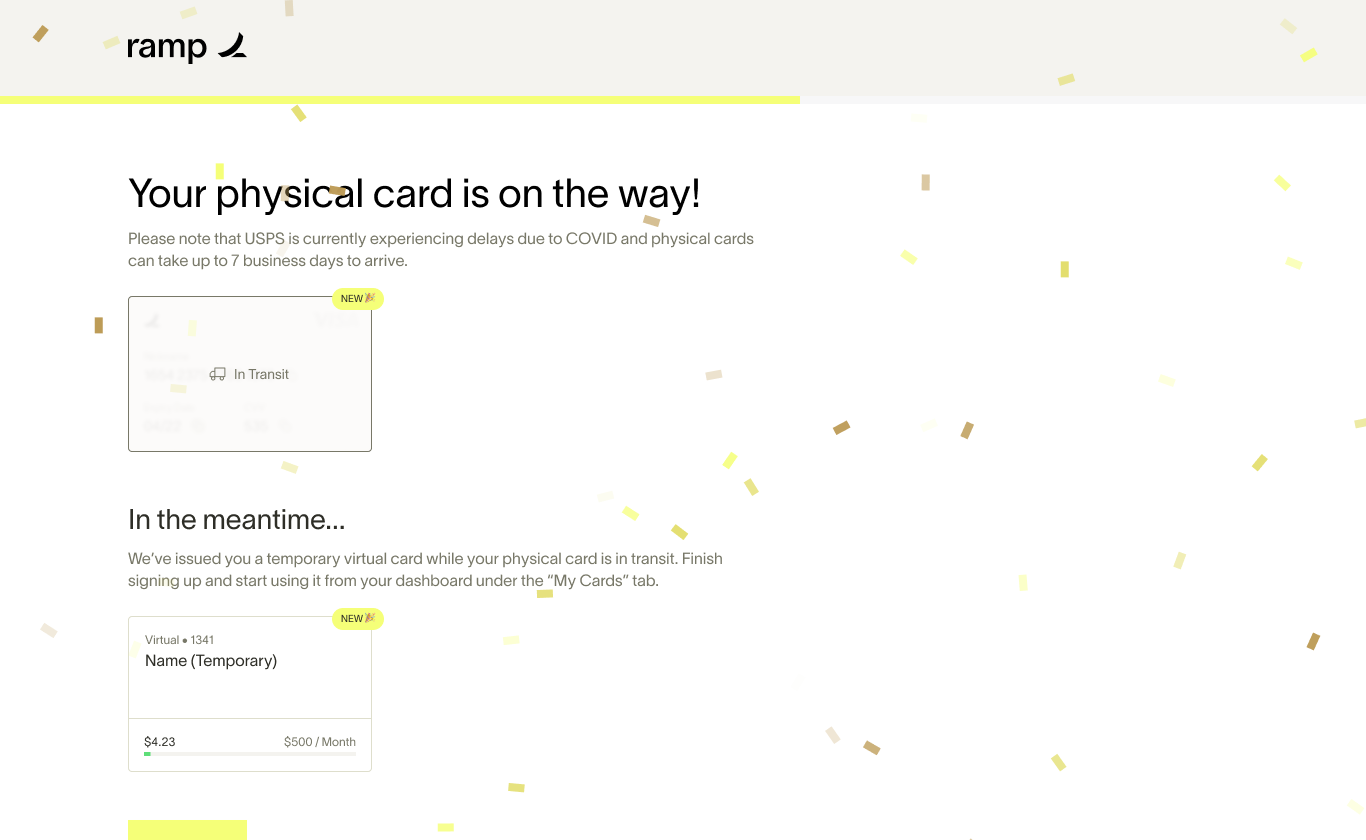 ramp
Your physical card is on the way!
Please note that USPS is currently experiencing delays due to COVID and physical cards
can take up to 7 business days to arrive.
NEW
In Transit
In the meantime...
We’ve issued you a temporary virtual card while your physical card is in transit. Finish
signing up and start using it from your dashboard under the “My Cards” tab.
NEW
Virtual • 1341
Name (Temporary)
$4.23
$500 / Month